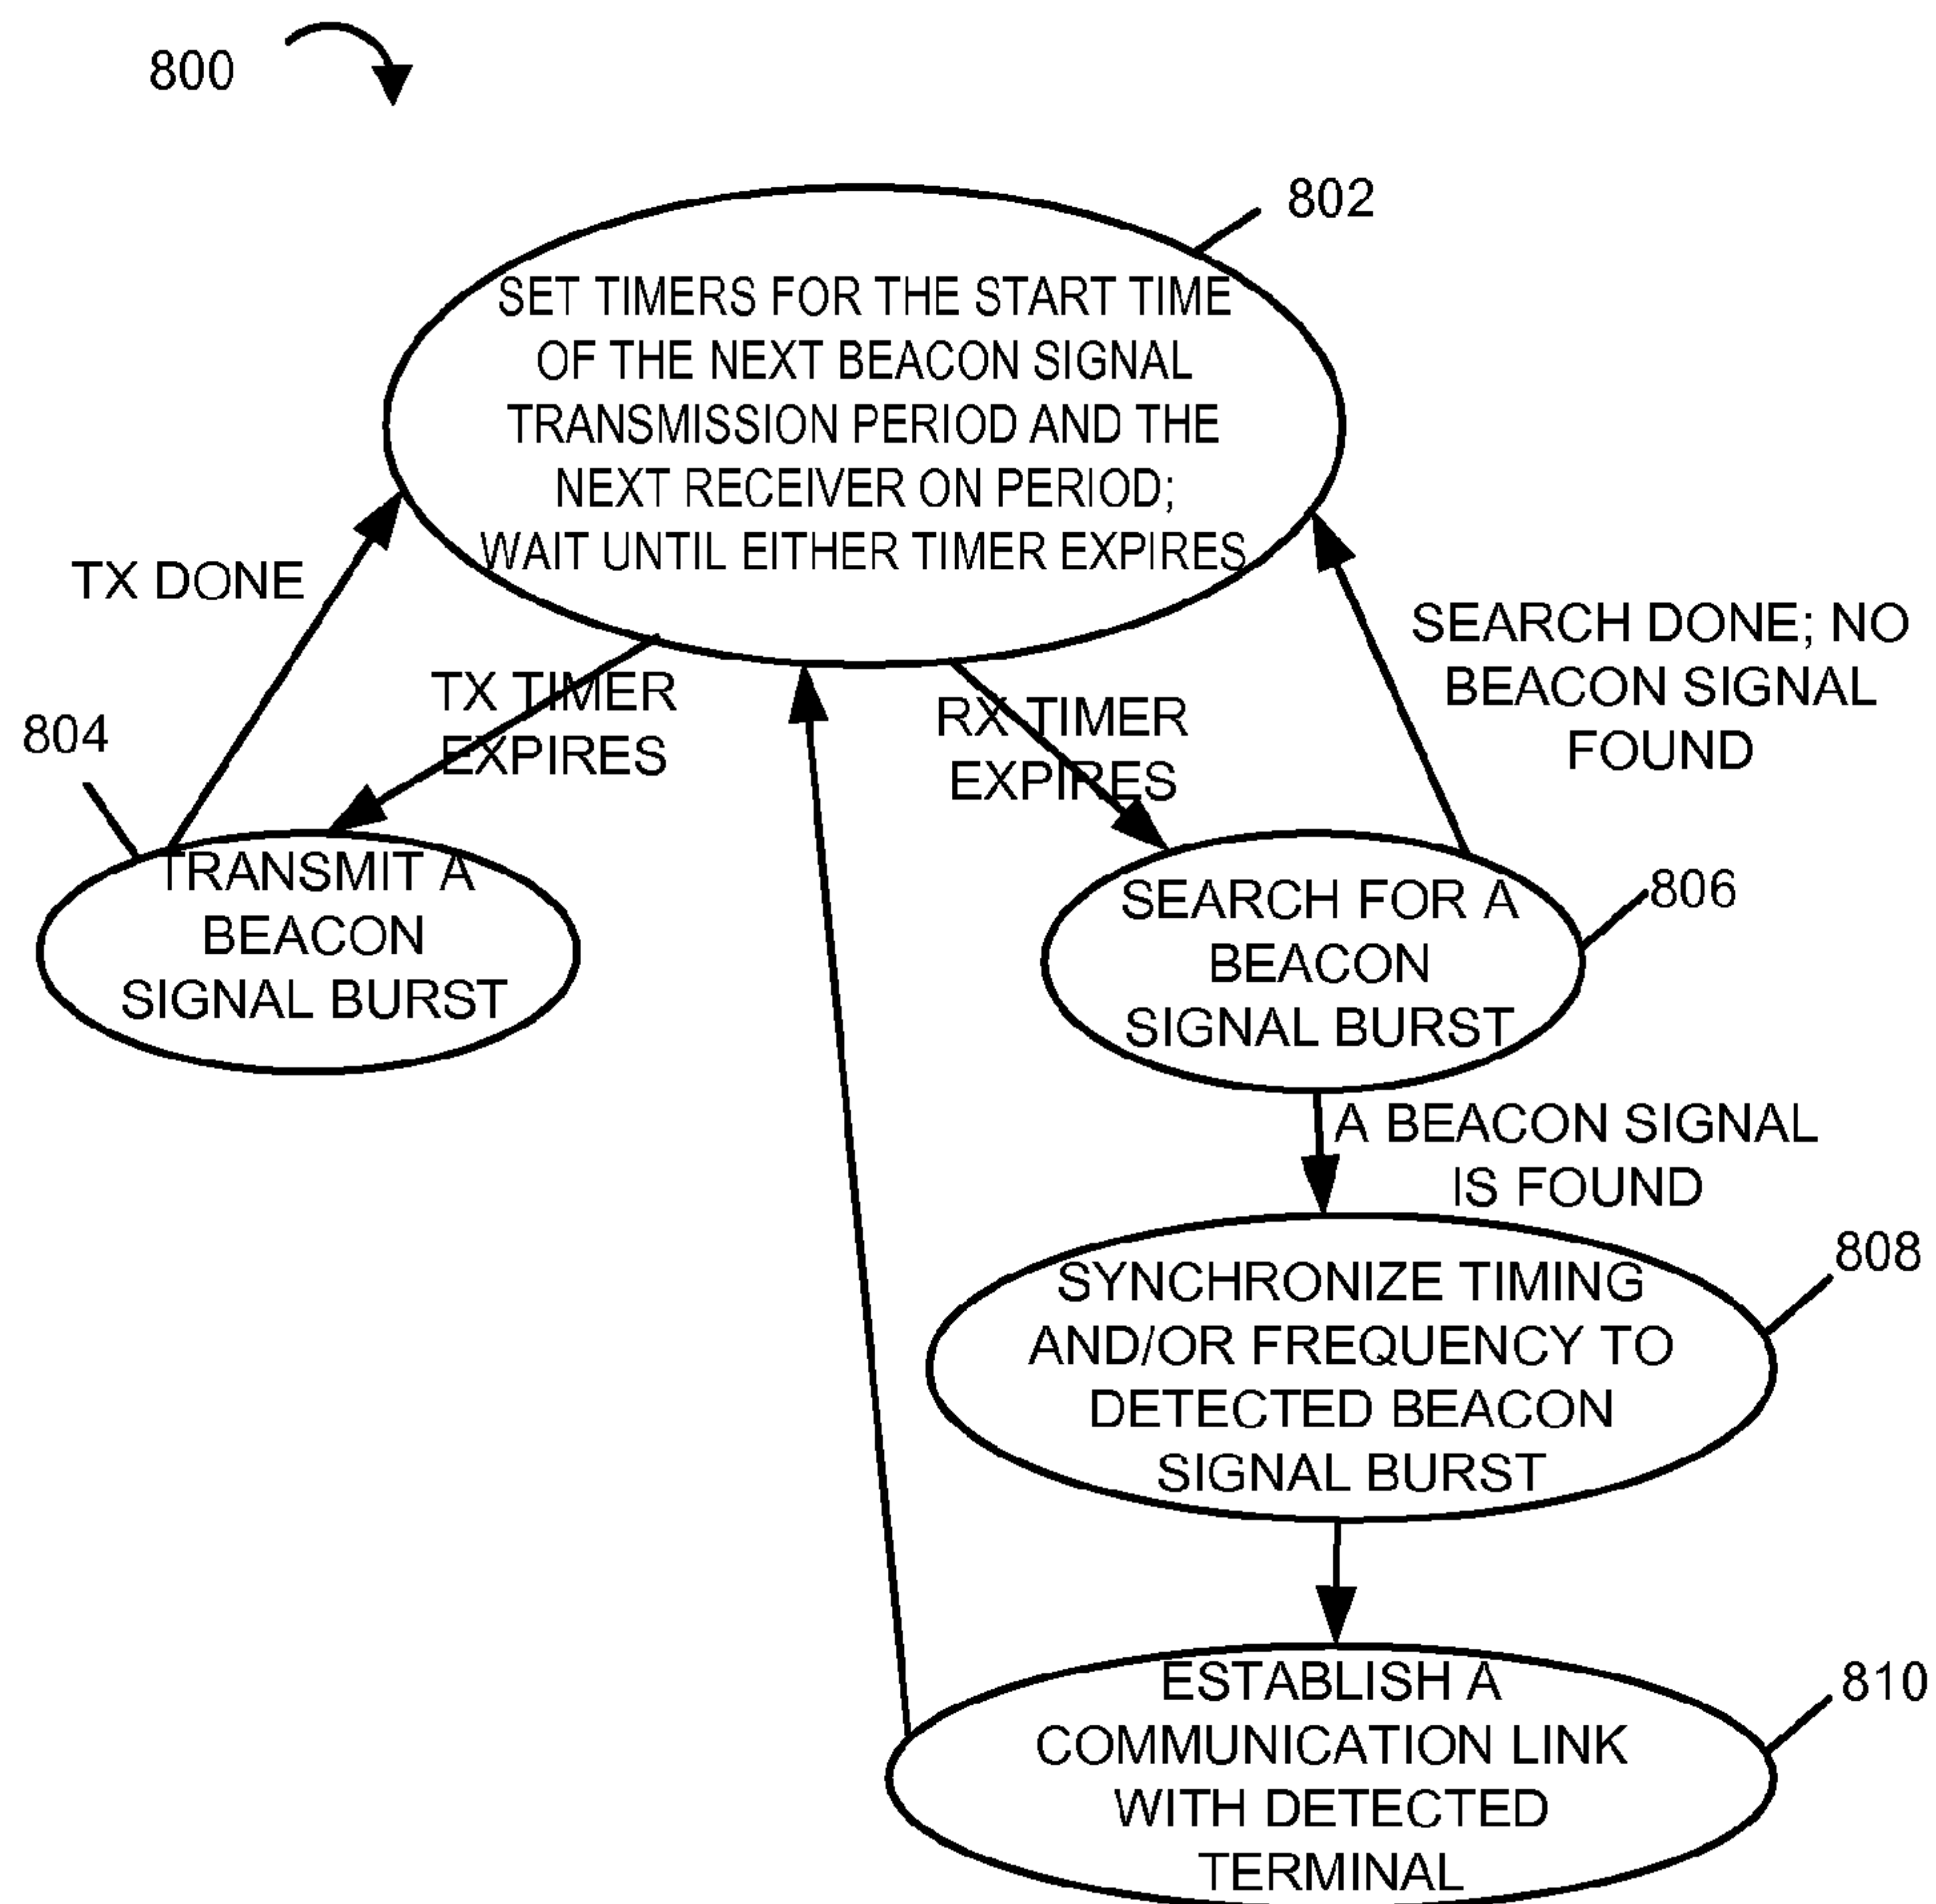 800
802
SET TIMERS FOR THE START TIME
OF THE NEXT BEACON SIGNAL
TRANSMISSION PERIOD AND THE
NEXT RECEIVER ON PERIOD;
WAIT UNTIL EITHER TIMER EXPIRES
TX DONE
SEARCH DONE; NO
BEACON SIGNAL
FOUND
TX TIMER
EXPIRES
RX TIMER
EXPIRES
804
TRANSMIT A
BEACON
SIGNAL BURST
806
SEARCH FOR A
BEACON
SIGNAL BURST
A BEACON SIGNAL
IS FOUND
808
SYNCHRONIZE TIMING
AND/OR FREQUENCY TO
DETECTED BEACON
SIGNAL BURST
810
ESTABLISH A
COMMUNICATION LINK
WITH DETECTED
TERMINAL